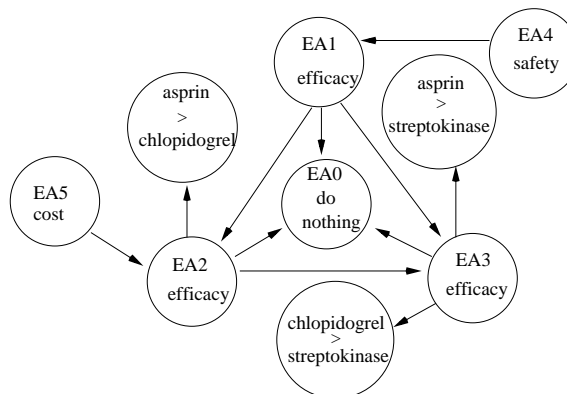 EA1
efficacy
EA4
safety
asprin
>
chlopidogrel
asprin
>
streptokinase
EA0
do
nothing
EA5
cost
EA2
efficacy
EA3
efficacy
chlopidogrel
>
streptokinase